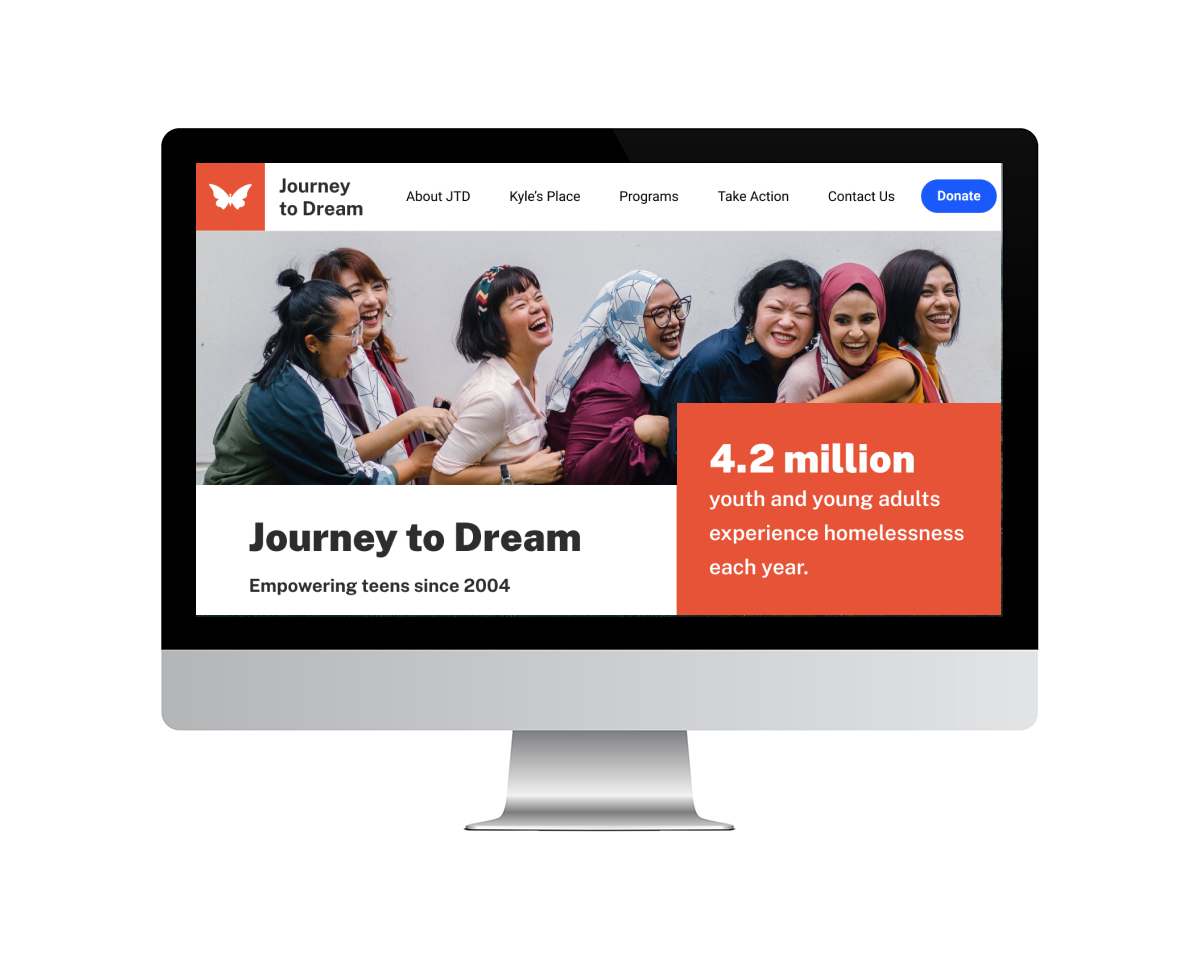 Journey
to Dream
About JTD
Kyle's Place
Programs
Take Action
Contact Us
Donate
4.2 million
youth and young adults
experience homelessness
each year.
Journey to Dream
Empowering teens since 2004